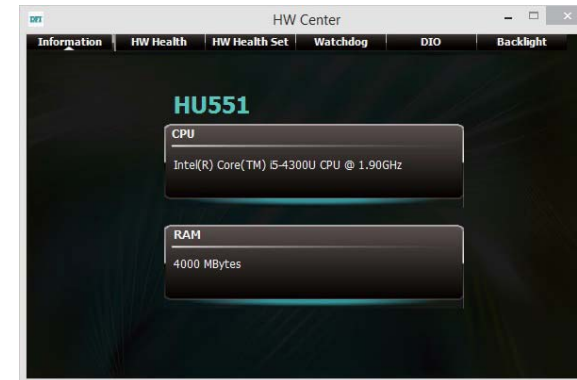 DFI
HW Center
Information HW Health HW Health Set Watchdog DIO Backlight
HU551
CPU
Intel(R) Core(TM) i5-4300U CPU @ 1.90GHz
RAM
4000 MBytes